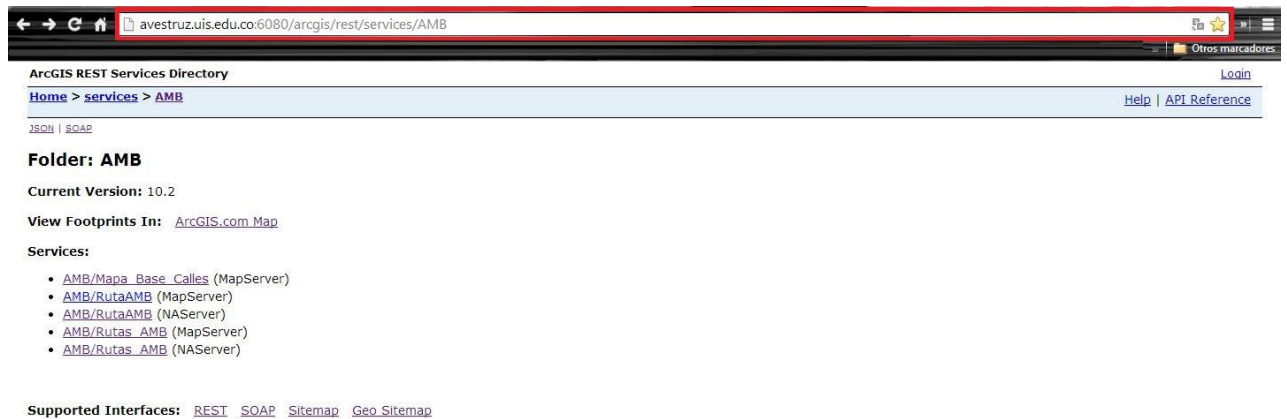 avestruz.uis.edu.co:6080/arcgis/rest/services/AMB
» Otros marcadores
ArcGIS REST Services Directory Login
Home > services > AMB Help | API Reference
JSON | SOAP
Folder: AMB
Current Version: 10.2
View Footprints In: ArcGIS.com Map
Services:
• AMB/Mapa_Base_Calles (MapServer)
• AMB/RutaAMB (MapServer)
• AMB/RutaAMB (NAServer)
• AMB/Rutas_AMB (MapServer)
• AMB/Rutas_AMB (NAServer)
Supported Interfaces: REST SOAP Sitemap Geo Sitemap